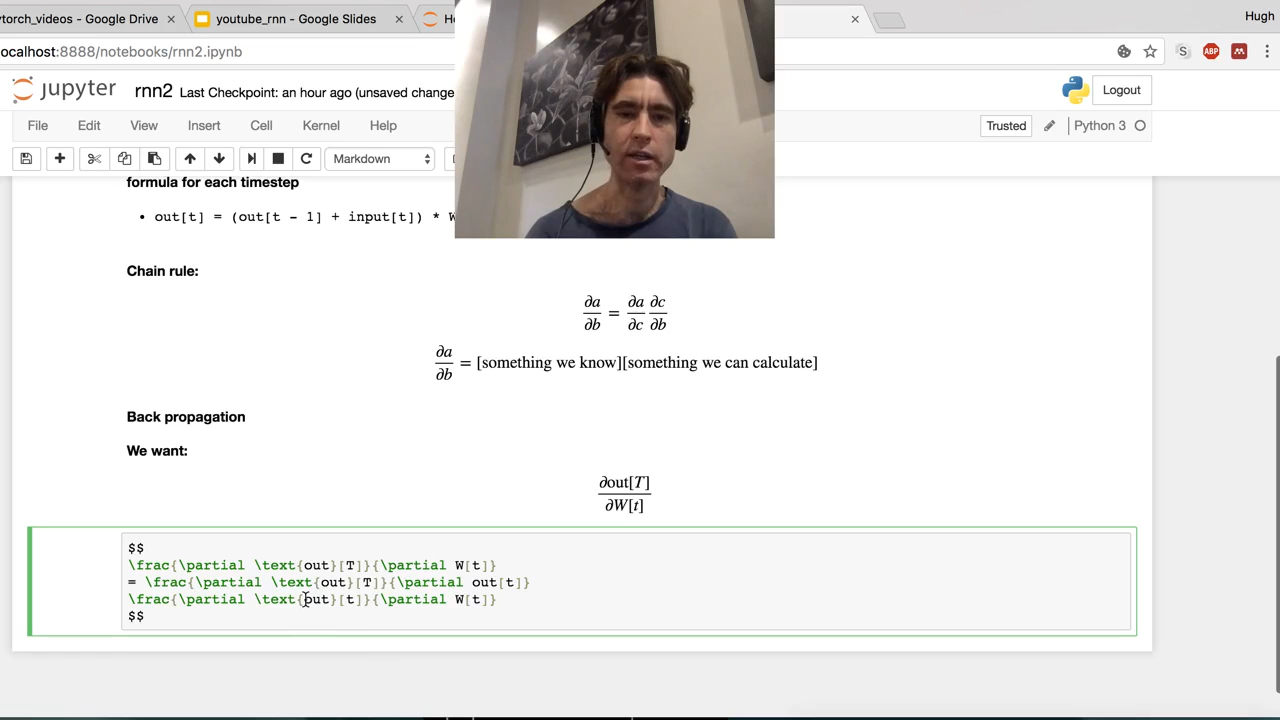 ytorch_videos - Google Drive × youtube_rnn - Google Slides × Ho × Hugh
ocalhost:8888/notebooks/rnn2.ipynb S ABP
jupyter rnn2 Last Checkpoint: an hour ago (unsaved change Logout
File Edit View Insert Cell Kernel Help Trusted Python 3
Markdown
formula for each timestep
• out[t] = (out[t - 1] + input[t]) * W
Chain rule:
∂a/∂b = ∂a/∂c ∂c/∂b
∂a/∂b = [something we know][something we can calculate]
Back propagation
We want:
∂out[T]/∂W[t]
$$
\frac{\partial \text{out}[T]}{\partial W[t]}
= \frac{\partial \text{out}[T]}{\partial out[t]}
\frac{\partial \text{out}[t]}{\partial W[t]}
$$